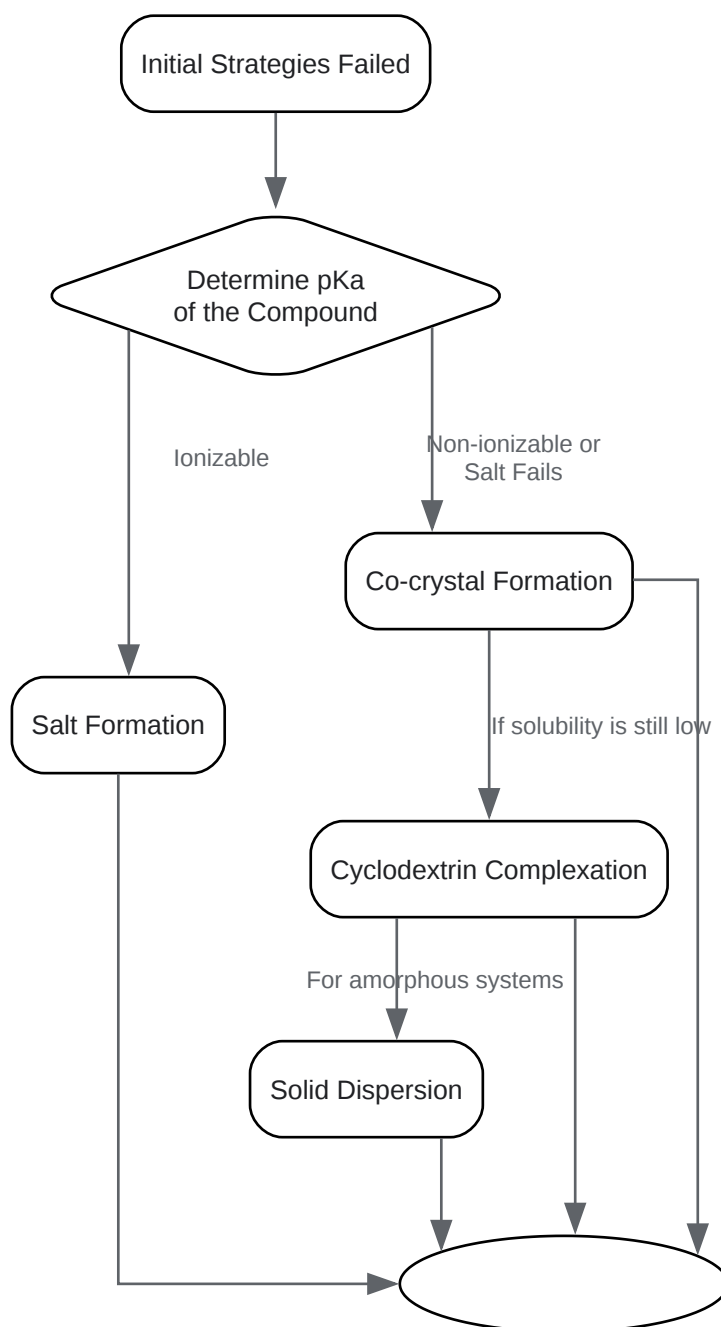 Initial Strategies Failed
Determine pKa
of the Compound
Ionizable
Non-ionizable or
Salt Fails
Co-crystal Formation
Salt Formation
If solubility is still low
Cyclodextrin Complexation
For amorphous systems
Solid Dispersion